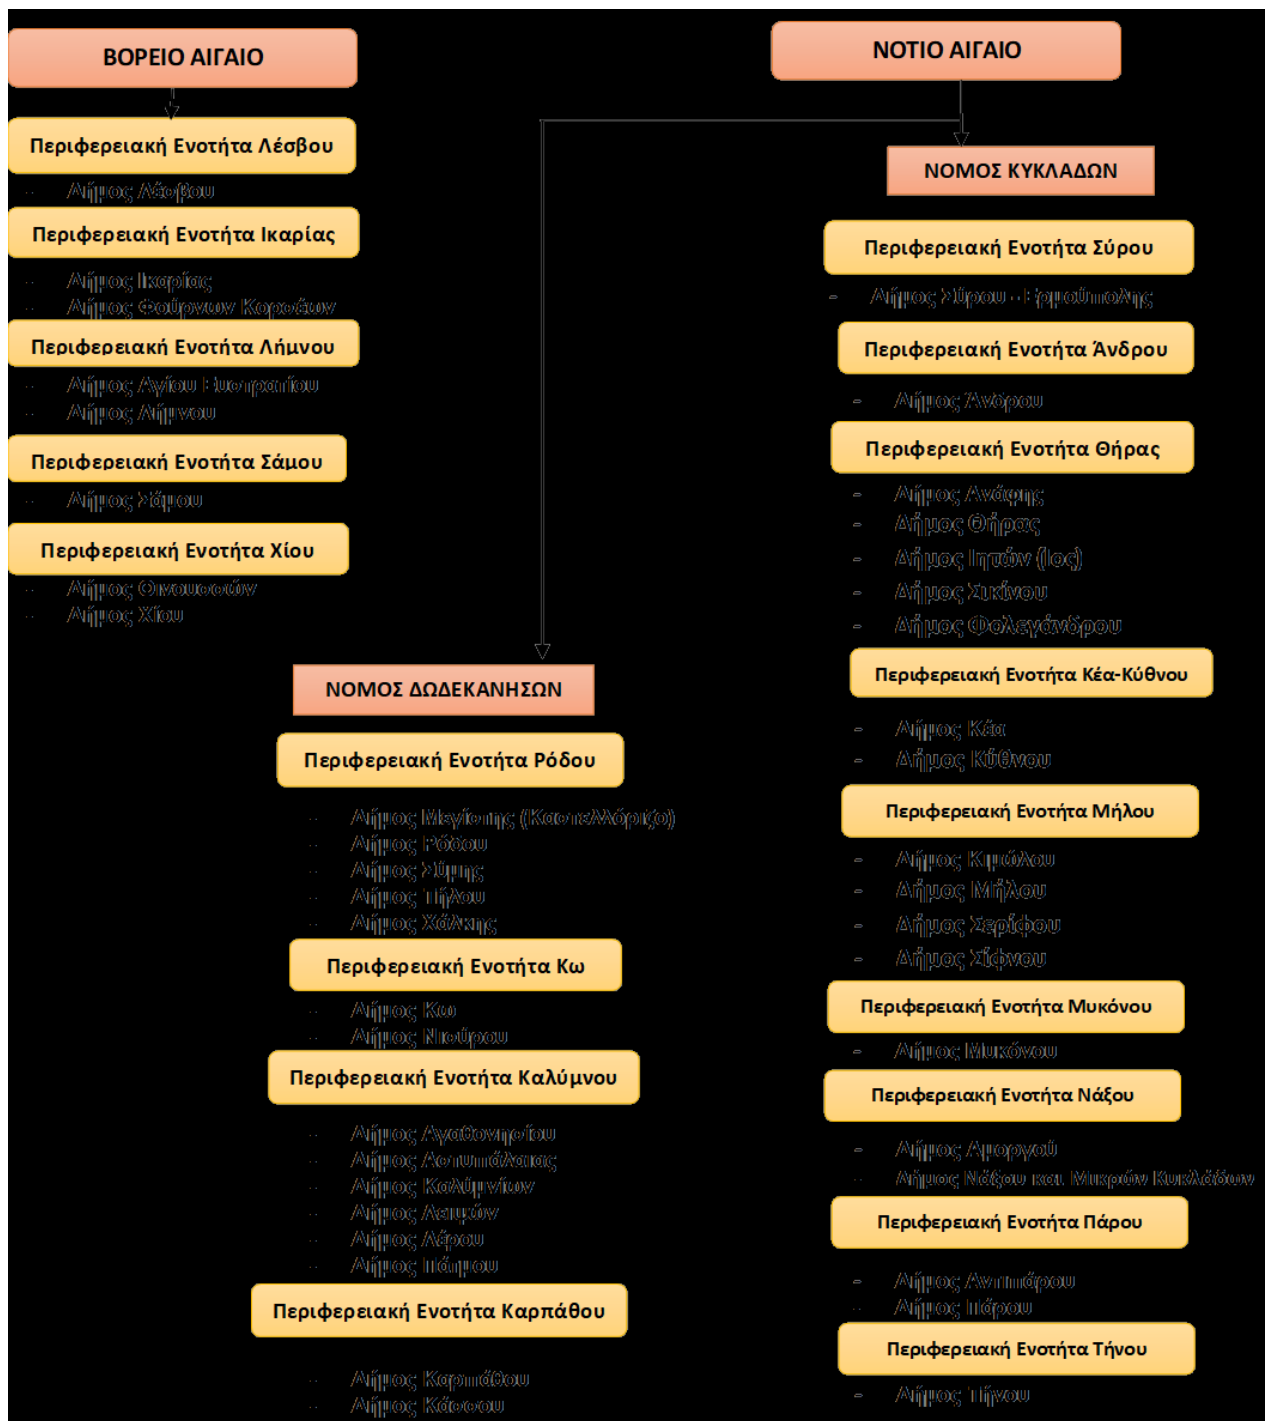 ΒΟΡΕΙΟ ΑΙΓΑΙΟ
Περιφερειακή Ενοτήτα Λέσβου
- Δήμος Λέσβου
Περιφερειακή Ενοτήτα Ικαρίας
- Δήμος Ικαρίας
- Δήμος Φούρνων Κορσέων
Περιφερειακή Ενοτήτα Λήμνου
- Δήμος Αγίου Ευστρατίου
- Δήμος Λήμνου
Περιφερειακή Ενοτήτα Σάμου
- Δήμος Σάμου
Περιφερειακή Ενοτήτα Χίου
- Δήμος Οινουσσών
- Δήμος Χίου
ΝΟΤΙΟ ΑΙΓΑΙΟ
ΝΟΜΟΣ ΔΩΔΕΚΑΝΗΣΩΝ
Περιφερειακή Ενοτήτα Ρόδου
- Δήμος Μεγίστης (Καστελλόριζο)
- Δήμος Ρόδου
- Δήμος Σύμης
- Δήμος Τήλου
- Δήμος Χάλκης
Περιφερειακή Ενοτήτα Κω
- Δήμος Κω
- Δήμος Νισύρου
Περιφερειακή Ενοτήτα Καλύμνου
- Δήμος Αγαθονησίου
- Δήμος Αστυπάλαιας
- Δήμος Καλύμνίων
- Δήμος Λειψών
- Δήμος Λέρου
- Δήμος Πάτμου
Περιφερειακή Ενοτήτα Καρπάθου
- Δήμος Καρπάθου
- Δήμος Κάσσου
ΝΟΜΟΣ ΚΥΚΛΑΔΩΝ
Περιφερειακή Ενοτήτα Σύρου
- Δήμος Σύρου - Ερμούπολης
Περιφερειακή Ενοτήτα Άνδρου
- Δήμος Άνδρου
Περιφερειακή Ενοτήτα Θήρας
- Δήμος Ανάφης
- Δήμος Θήρας
- Δήμος Ιητών (Ιος)
- Δήμος Σικίνου
- Δήμος Φολεγάνδρου
Περιφερειακή Ενοτήτα Κέα-Κύθνου
- Δήμος Κέα
- Δήμος Κύθνου
Περιφερειακή Ενοτήτα Μήλου
- Δήμος Κιμώλου
- Δήμος Μήλου
- Δήμος Σερίφου
- Δήμος Σίφνου
Περιφερειακή Ενοτήτα Μυκόνου
- Δήμος Μυκόνου
Περιφερειακή Ενοτήτα Νάξου
- Δήμος Αμοργού
- Δήμος Νάξου και Μικρών Κυκλάδων
Περιφερειακή Ενοτήτα Πάρου
- Δήμος Αντιπάρου
- Δήμος Πάρου
Περιφερειακή Ενοτήτα Τήνου
- Δήμος Τήνου